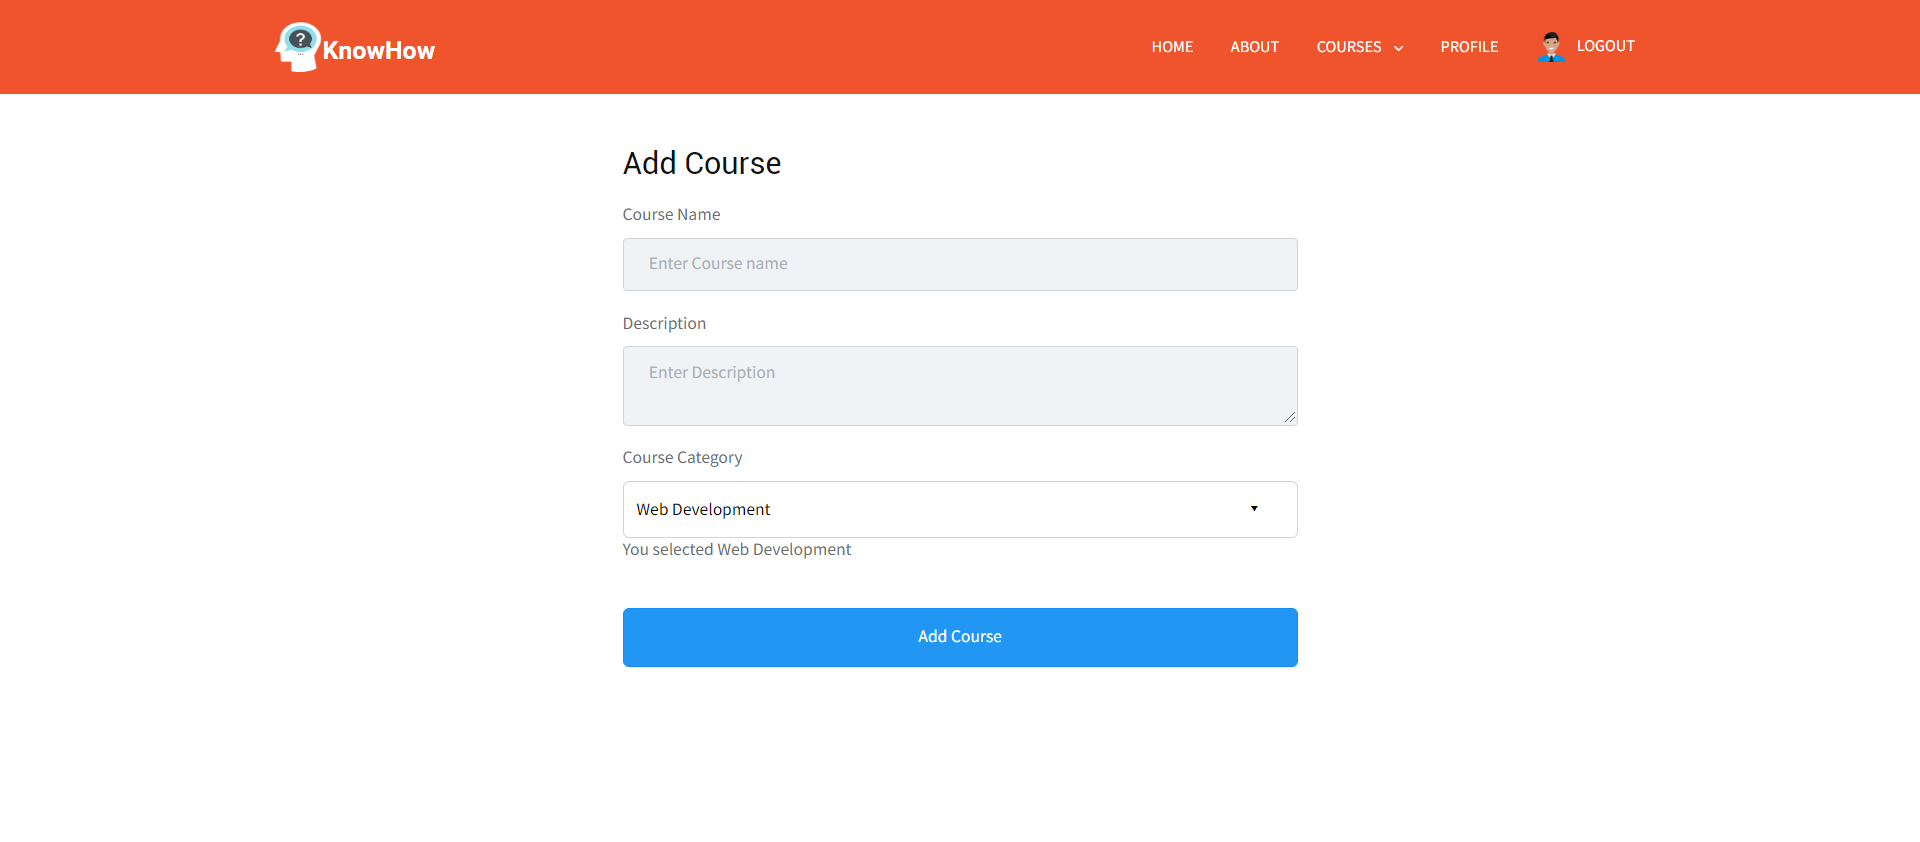 ?
KnowHow
HOME ABOUT COURSES PROFILE LOGOUT
Add Course
Course Name
Enter Course name
Description
Enter Description
Course Category
Web Development
You selected Web Development
Add Course